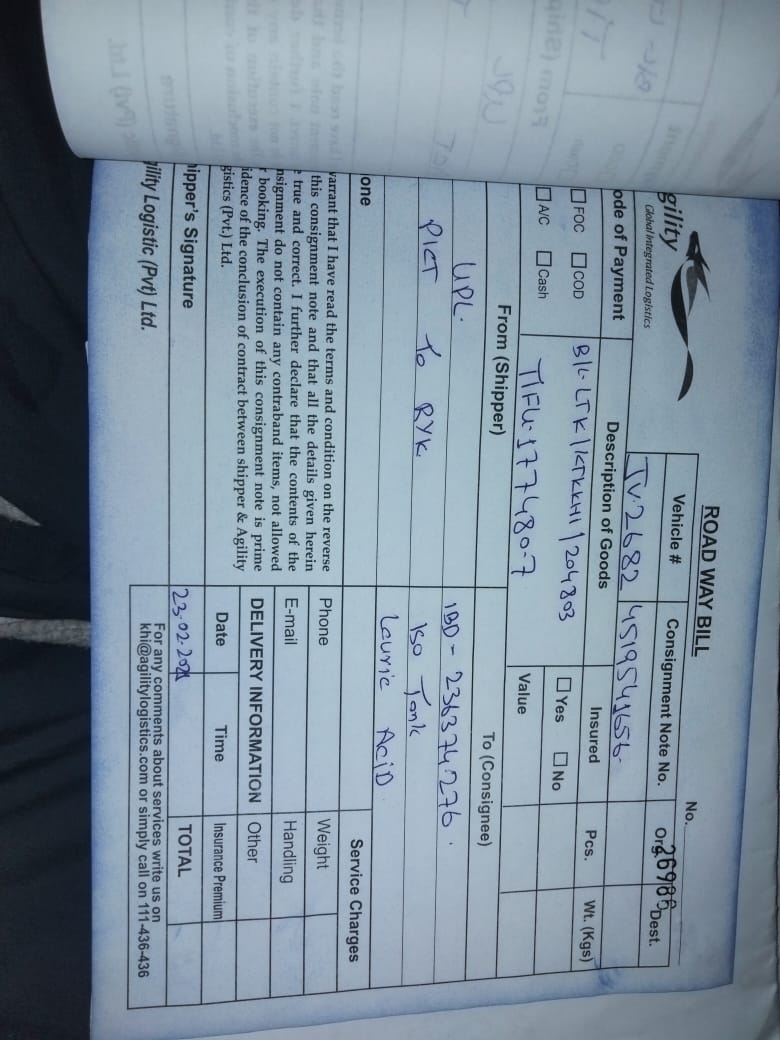 gility
Global Integrated Logistics
ROAD WAY BILL
No. 26986
Vehicle #
Consignment Note No.
Org. Dest.
JV-2682
4519541656-
ode of Payment
Description of Goods
Insured
Pcs.
Wt. (Kgs)
FOC COD
B/L- LTK/KTKKHI/204803
Yes No
A/C Cash
TIFU-1774807
Value
From (Shipper)
To (Consignee)
UPL.
IBD - 236374276.
PICT To RYK
Iso Tank
Lauric AciD
one
Service Charges
warrant that I have read the terms and condition on the reverse
this consignment note and that all the details given herein
e true and correct. I further declare that the contents of the
nsignment do not contain any contraband items, not allowed
r booking. The execution of this consignment note is prime
idence of the conclusion of contract between shipper & Agility
gistics (Pvt.) Ltd.
Phone
Weight
E-mail
Handling
DELIVERY INFORMATION
Other
Date
Time
Insurance Premium
hipper's Signature
23-02-2021
TOTAL
gility Logistic (Pvt) Ltd.
For any comments about services write us on
khi@agilitylogistics.com or simply call on 111-436-436